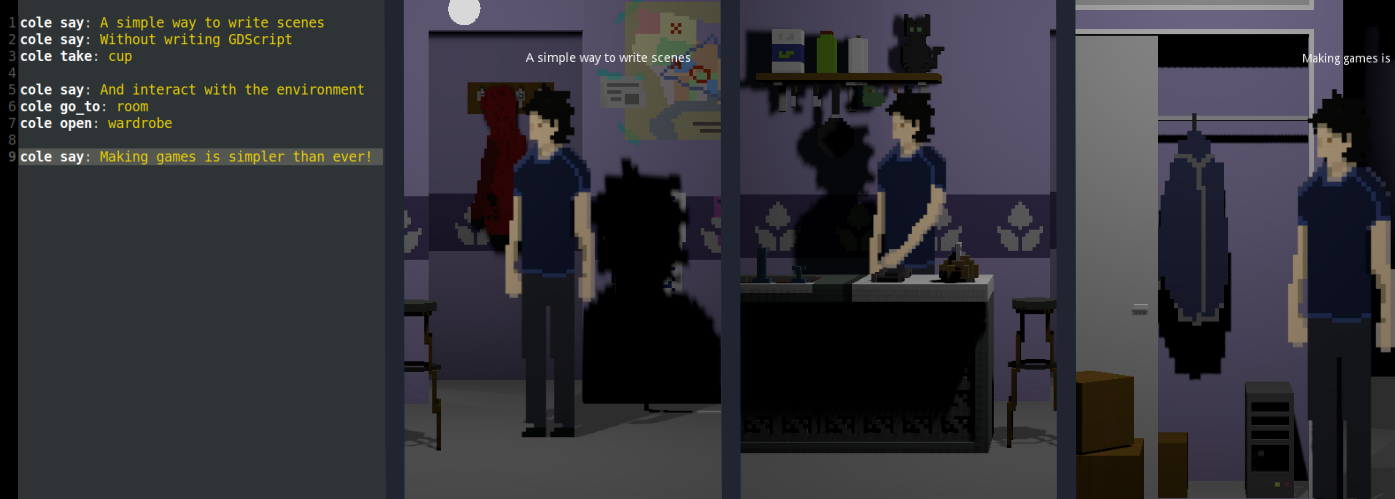 1 cole say: A simple way to write scenes
2 cole say: Without writing GDScript
3 cole take: cup
4
5 cole say: And interact with the environment
6 cole go_to: room
7 cole open: wardrobe
8
9 cole say: Making games is simpler than ever!
A simple way to write scenes
Making games is